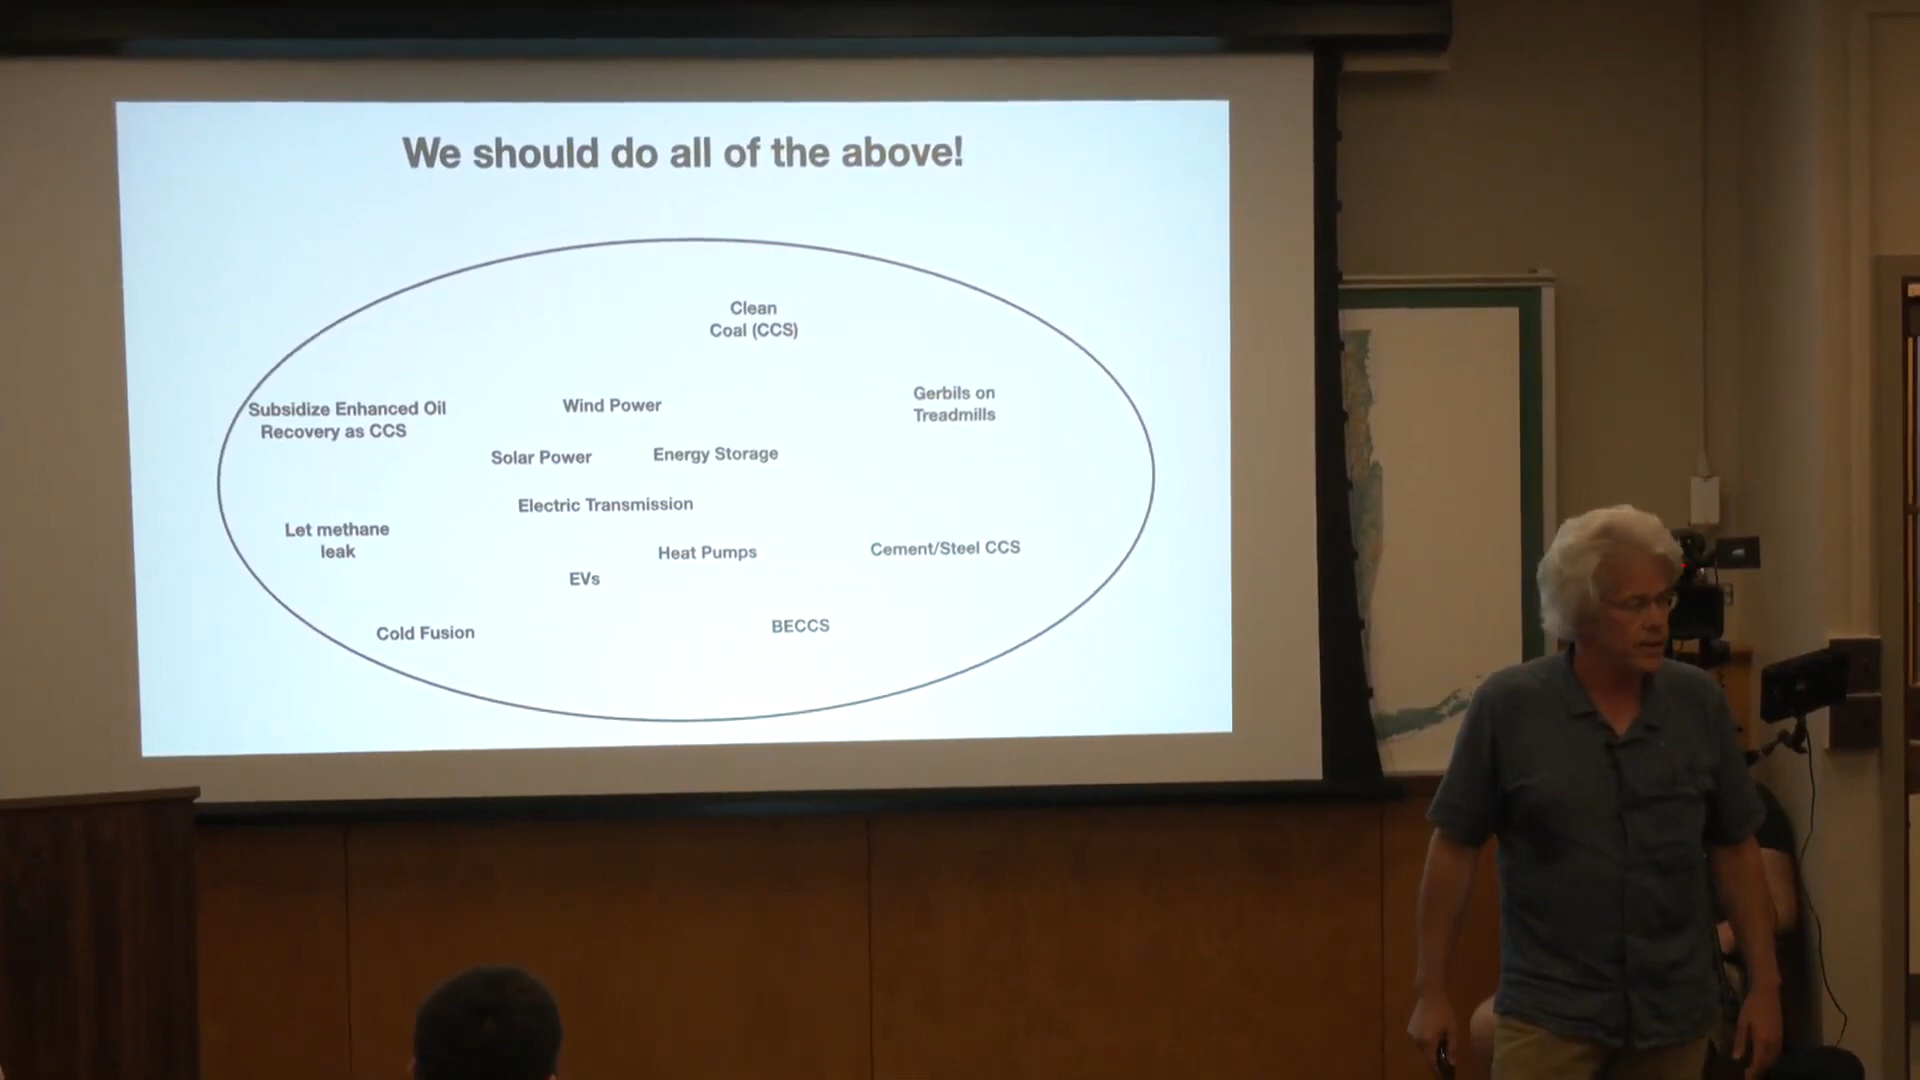 We should do all of the above!
Clean
Coal (CCS)
Subsidize Enhanced Oil
Recovery as CCS
Wind Power
Gerbils on
Treadmills
Solar Power
Energy Storage
Electric Transmission
Let methane
leak
Heat Pumps
Cement/Steel CCS
EVs
Cold Fusion
BECCS